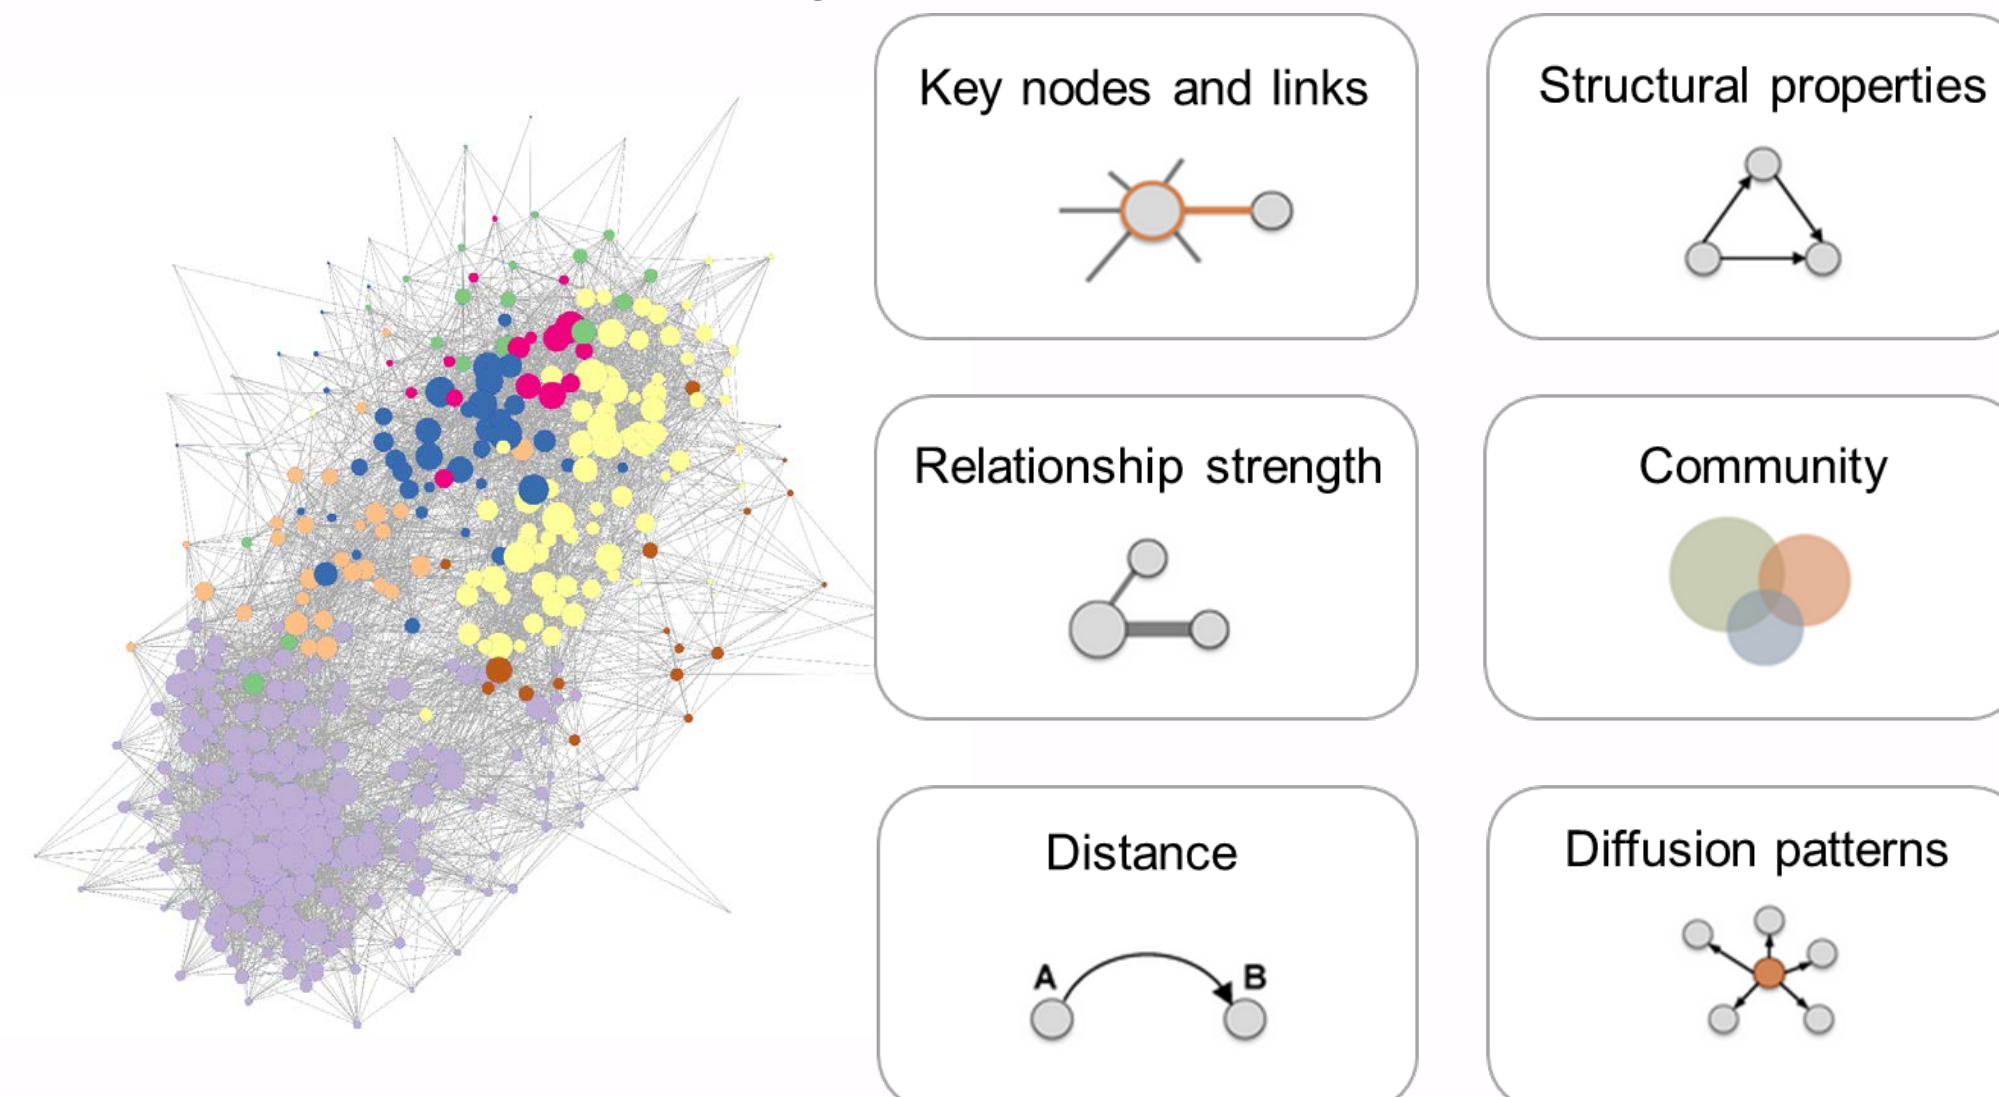 Key nodes and links
Structural properties
Relationship strength
Community
Distance
A
B
Diffusion patterns